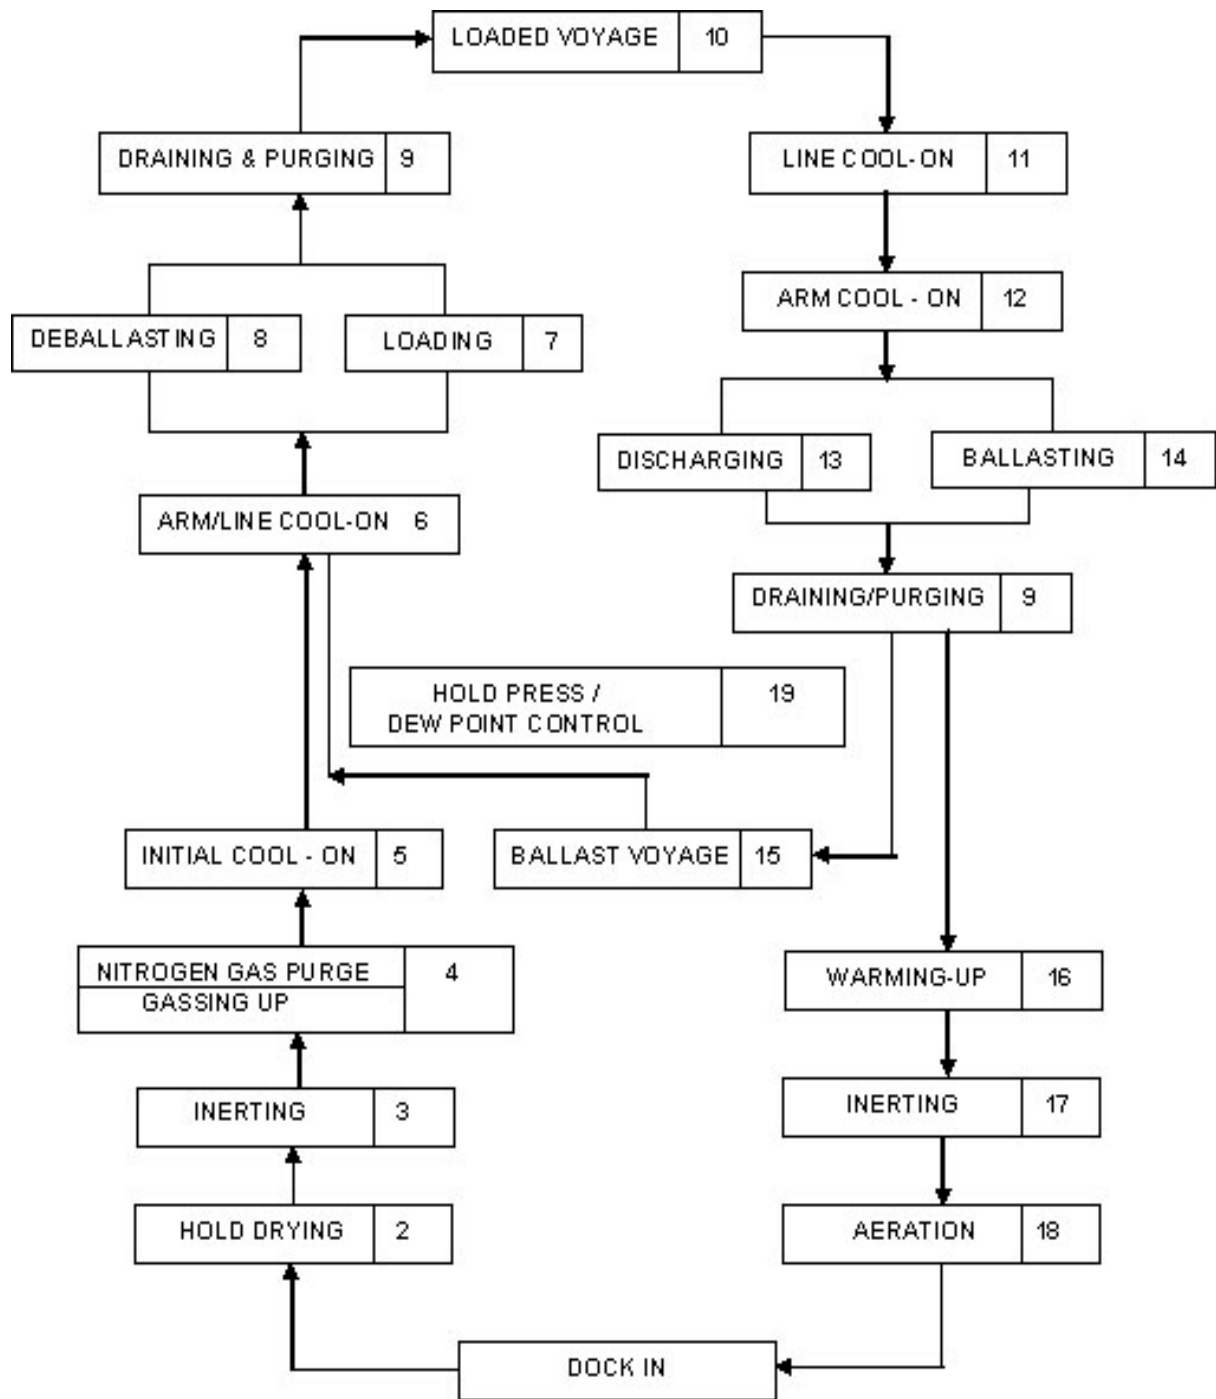 LOADED VOYAGE 10
DRAINING & PURGING 9
LINE COOL-ON 11
ARM COOL - ON 12
DEBALLASTING 8
LOADING 7
DISCHARGING 13
BALLASTING 14
ARM/LINE COOL-ON 6
DRAINING/PURGING 9
HOLD PRESS /
DEW POINT CONTROL
19
INITIAL COOL - ON 5
BALLAST VOYAGE 15
NITROGEN GAS PURGE
GASSING UP
4
WARMING-UP 16
INERTING 3
INERTING 17
HOLD DRYING 2
AERATION 18
DOCK IN